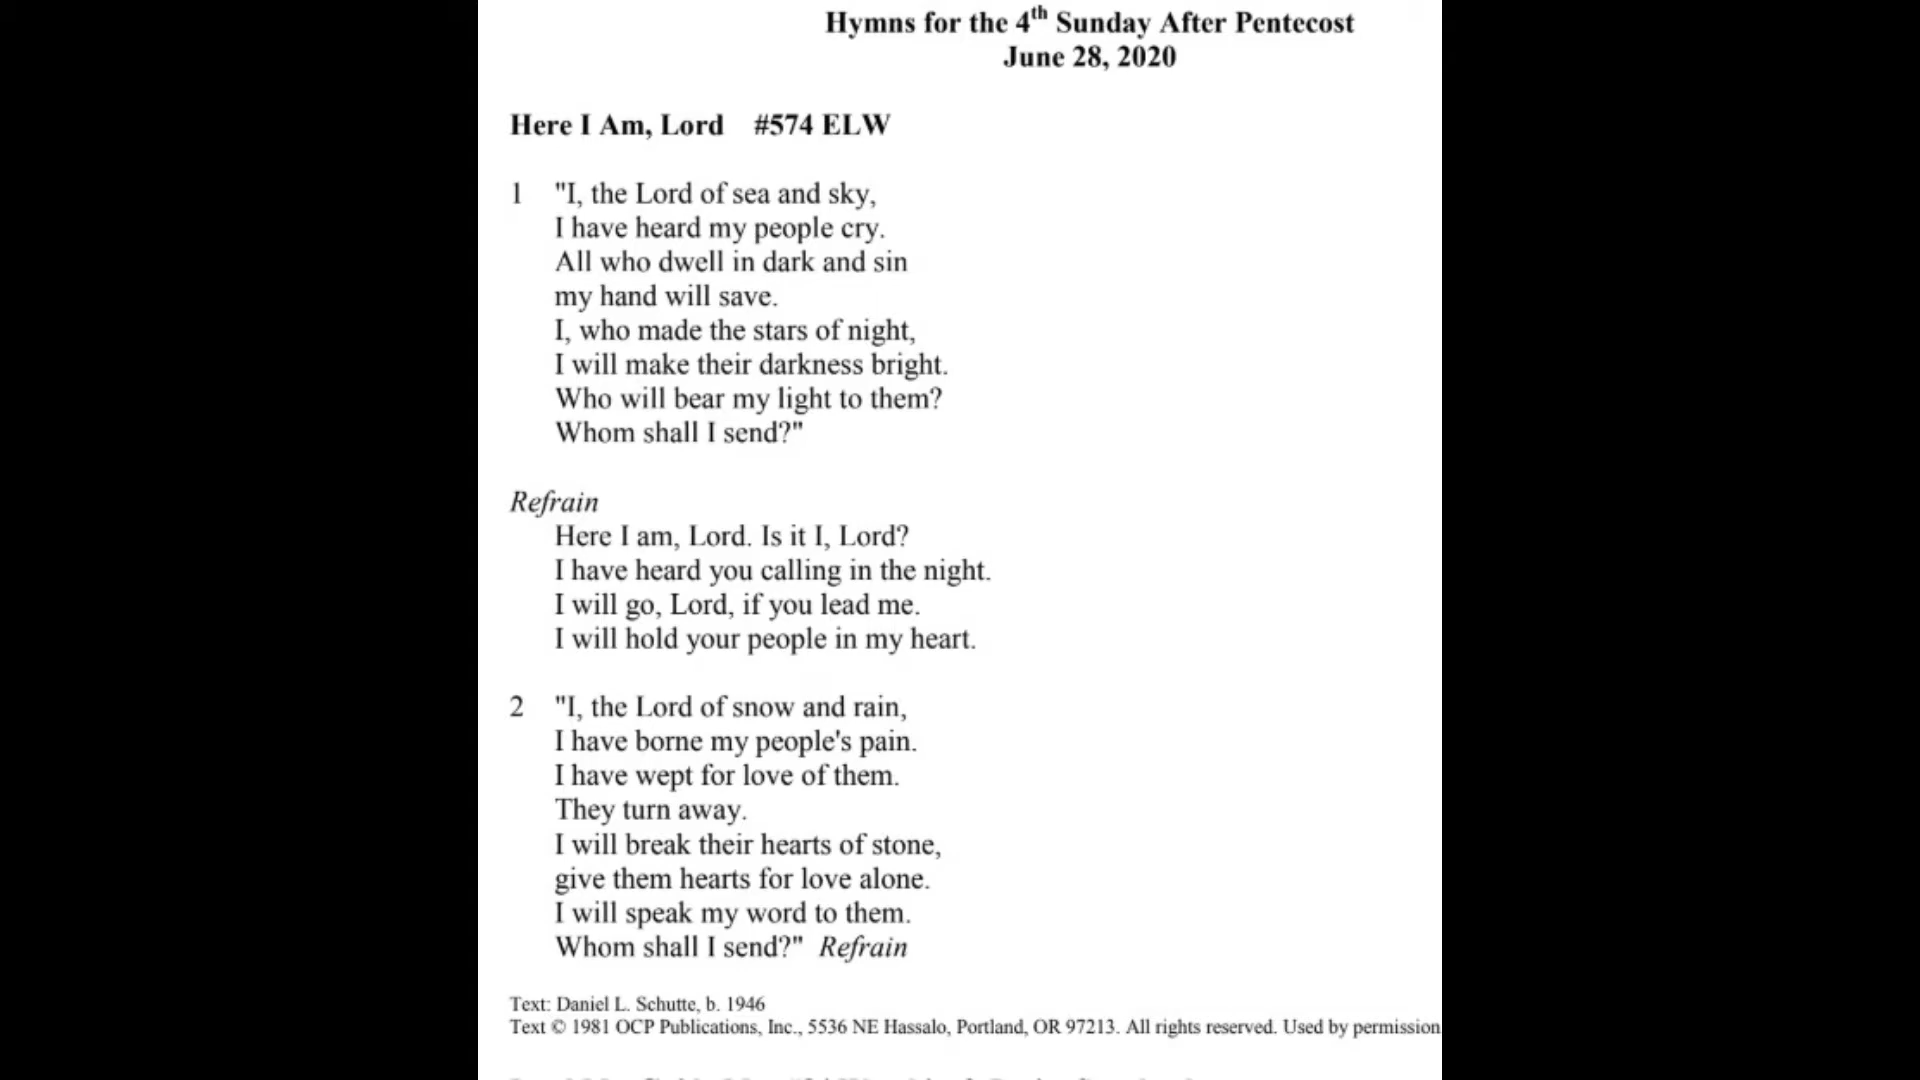 Hymns for the 4th Sunday After Pentecost
June 28, 2020
Here I Am, Lord #574 ELW
1 "I, the Lord of sea and sky,
I have heard my people cry.
All who dwell in dark and sin
my hand will save.
I, who made the stars of night,
I will make their darkness bright.
Who will bear my light to them?
Whom shall I send?"
Refrain
Here I am, Lord. Is it I, Lord?
I have heard you calling in the night.
I will go, Lord, if you lead me.
I will hold your people in my heart.
2 "I, the Lord of snow and rain,
I have borne my people's pain.
I have wept for love of them.
They turn away.
I will break their hearts of stone,
give them hearts for love alone.
I will speak my word to them.
Whom shall I send?" Refrain
Text: Daniel L. Schutte, b. 1946
Text © 1981 OCP Publications, Inc., 5536 NE Hassalo, Portland, OR 97213. All rights reserved. Used by permission